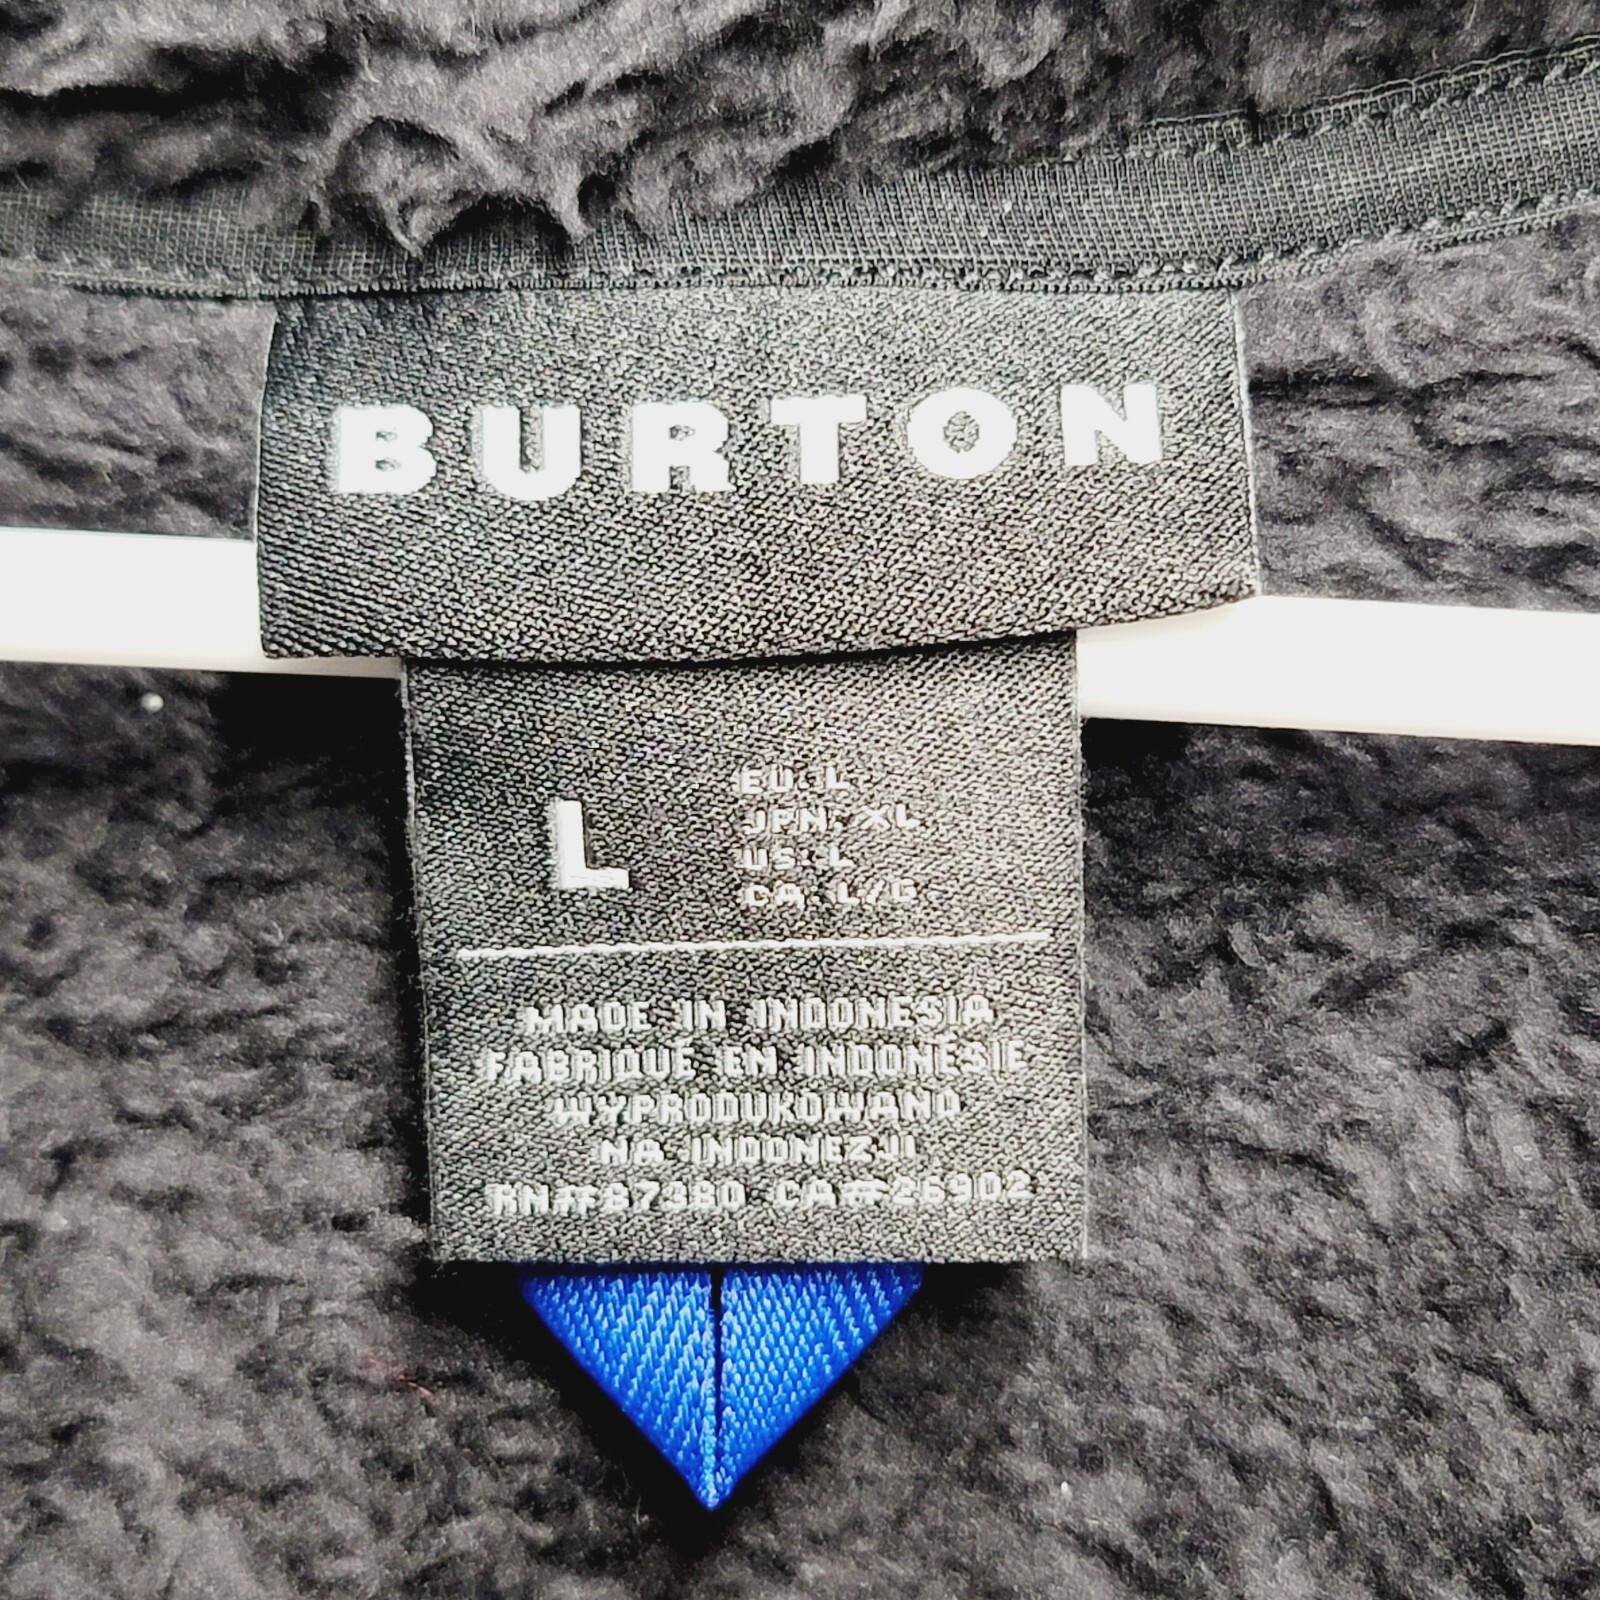 BURTON
L
EU: L
JPN: XL
US: L
CA: L/G
MADE IN INDONESIA
FABRIQUÉ EN INDONÉSIE
WYPRODUKOWANO
NA INDONEZJI
RN#87380 CA#26902